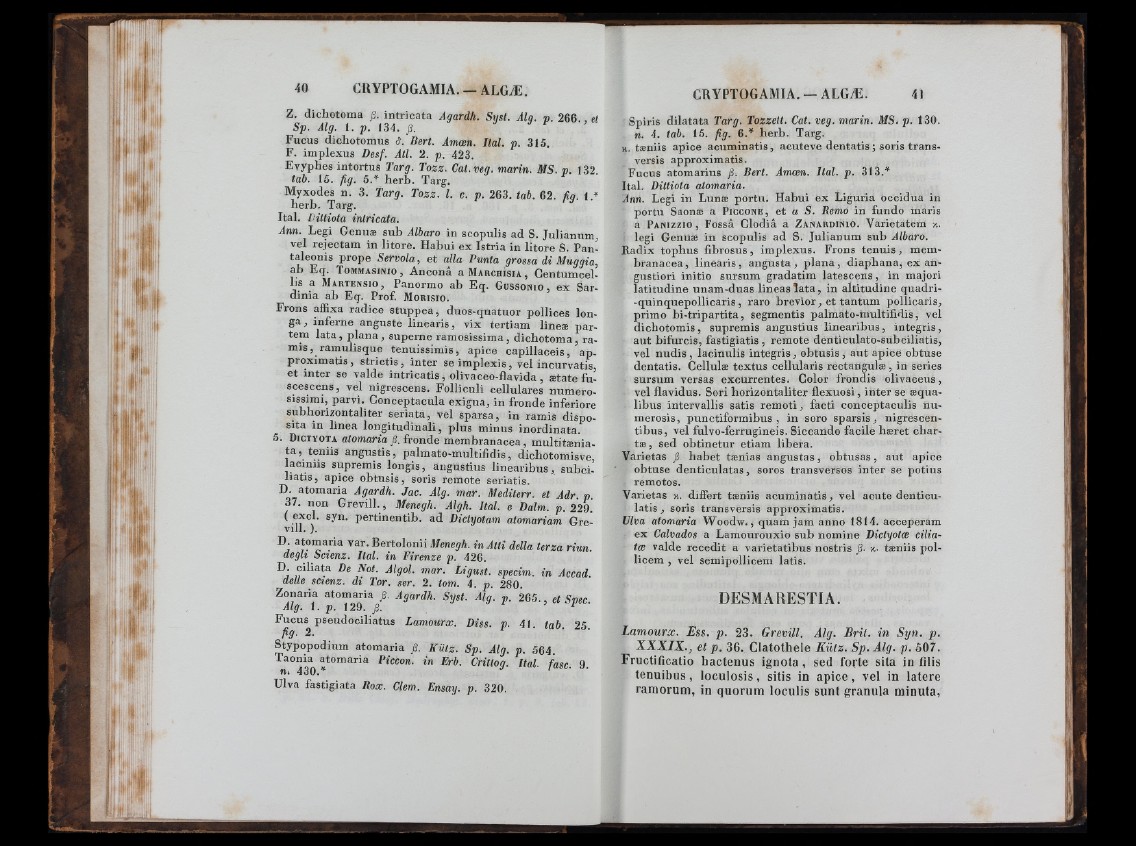 40 CRYPTOGAMIA. — ALGÆ.
Z. dichotoma β. intricata Agardh. Syst. Alg. p. 266., et
Sp. Alg. 1. p. 134. β.
Fucus dichotomus δ. Bert. Amœn. Ital. p. 315.
F. implexus Desf. Atl. 2. p. 423.
Evyphes intortus Targ. Tozz. Cat. veg. marin. MS. p. 132.
tab. 15. fig. 5.* herb. Targ.
Myxodes n. 3. Targ. Tozz. l. c. p. 263. tab. 62. fig. 1.*
herb. Targ.
Ital. Dittiota intricata.
Ann. Legi Genuæ sub Albaro in scopulis ad S. Julianum,
vel rejectam in litore. Habui ex Istria in litore S. Pan-
taleonis prope Servola, et alla Punta grossa di Muggia,
ab Eq. TOMMASINIO, Anconâ a MARCHISIA, Centumcel-
lis a MARTENSIO, Panormo ab Eq. GUSSONIO, ex Sar-
dinia ab Eq. Prof. MORISIO.
Frons affixa radice stuppea, duos-quatuor pollices lon-
ga, inferne anguste linearis, vix tertiam lineæ par-
tem lata, plana, superne ramosissima, dichotoma, ra-
mis, ramulisque tenuissimis, apice capillaceis, ap-
proximatis, strictis, inter se implexis, vel incurvatis,
et inter se valde intricatis, olivaceo-flavida, ætate fu-
scescens, vel nigrescens. Folliculi cellulares numero-
sissimi, parvi. Conceptacula exigua, in fronde inferiore
subhorizontaliter seriata, vel sparsa, in ramis dispo-
sita in linea longitudinali, plus minus inordinata.
5. DICTYOTA atomaria β. fronde membranacea, multitænia-
ta, teniis angustis, palmato-multifidis, dichotomisve,
laciniis supremis longis, angustius linearibus, subci-
liatis, apice obtusis, soris remote seriatis.
D. atomaria Agardh. Jac. Alg. mar. Mediterr. et Adr. p.
37. non Grevill., Menegh. Algh. Ital. e Dalm. p. 229.
( excl. syn. pertinentib. ad Dictyotam atomariam Gre-
vill. ).
D. atomaria var. Bertolonii Menegh. in Atti della terza riun.
degli Scienz. Ital. in Firenze p. 426.
D. ciliata De Not. Algol. mar. Ligust. specim. in Accad.
delle scienz. di Tor. ser. 2. tom. 4. p. 280.
Zonaria atomaria β. Agardh. Syst. Alg. p. 265., et Spec.
Alg. 1. p. 129. β.
Fucus pseudociliatus Lamourx. Diss. p. 41. tab. 25.
fig. 2.
Stypopodium atomaria β. Kütz. Sp. Alg. p. 564.
Taonia atomaria Piccon. in Erb. Crittog. Ital. fasc. 9.
n. 430.*
Ulva fastigiata Rox. Clem. Ensay. p. 320.
CRYPTOGAMIA. — ALGÆ. 41
Spiris dilatata Targ. Tozzett. Cat. veg. marin. MS. p. 130.
n. 4. tab. 15. fig. 6.* herb. Targ.
κ. tæniis apice acuminatis, acuteve dentatis; soris trans-
versis approximatis.
Fucus atomarius β. Bert. Amœn. Ital. p. 313.*
Ital. Dittiota atomaria.
Ann. Legi in Lunæ portu. Habui ex Liguria occidua in
portu Saonæ a PICCONE, et a S. Remo in fundo maris
a PANIZZIO, Fossâ Clodiâ a ZANARDINIO. Varietatem κ.
legi Genuæ in scopulis ad S. Julianum sub Albaro.
Radix tophus fibrosus, implexus. Frons tenuis, mem-
branacea, linearis, angusta, plana, diaphana, ex an-
gustiori initio sursum gradatim latescens, in majori
latitudine unam-duas lineas lata, in altitudine quadri-
-quinquepollicaris, raro brevior, et tantum pollicaris,
primo bi-tripartita, segmentis palmato-multifidis, vel
dichotomis, supremis angustius linearibus, integris,
aut bifurcis, fastigiatis, remote denticulato-subciliatis,
vel nudis, lacinulis integris, obtusis, aut apice obtuse
dentatis. Cellulæ textus cellularis rectangulæ, in series
sursum versas excurrentes. Color frondis olivaceus,
vel flavidus. Sori horizontaliter flexuosi, inter se æqua-
libus intervallis satis remoti, facti conceptaculis nu-
merosis, punctiformibus, in soro sparsis, nigrescen-
tibus, vel fulvo-ferrugineis. Siccando facile hæret char-
tæ, sed obtinetur etiam libera.
Varietas β habet tænias angustas, obtusas, aut apice
obtuse denticulatas, soros transversos inter se potius
remotos.
Varietas κ. differt tæniis acuminatis, vel acute denticu-
latis, soris transversis approximatis.
Ulva atomaria Woodw., quam jam anno 1814. acceperam
ex Calvados a Lamourouxio sub nomine Dictyotæ cilia-
tæ valde recedit a varietatibus nostris β. κ. tæniis pol-
licem, vel semipollicem latis.
DESMARESTIA.
Lamourx. Ess. p. 23. Grevill. Alg. Brit. in Syn. p.
XXXIX., et p. 36. Clatothele Kütz. Sp. Alg. p. 507.
Fructificatio hactenus ignota, sed forte sita in filis
tenuibus, loculosis, sitis in apice, vel in latere
ramorum, in quorum loculis sunt granula minuta,